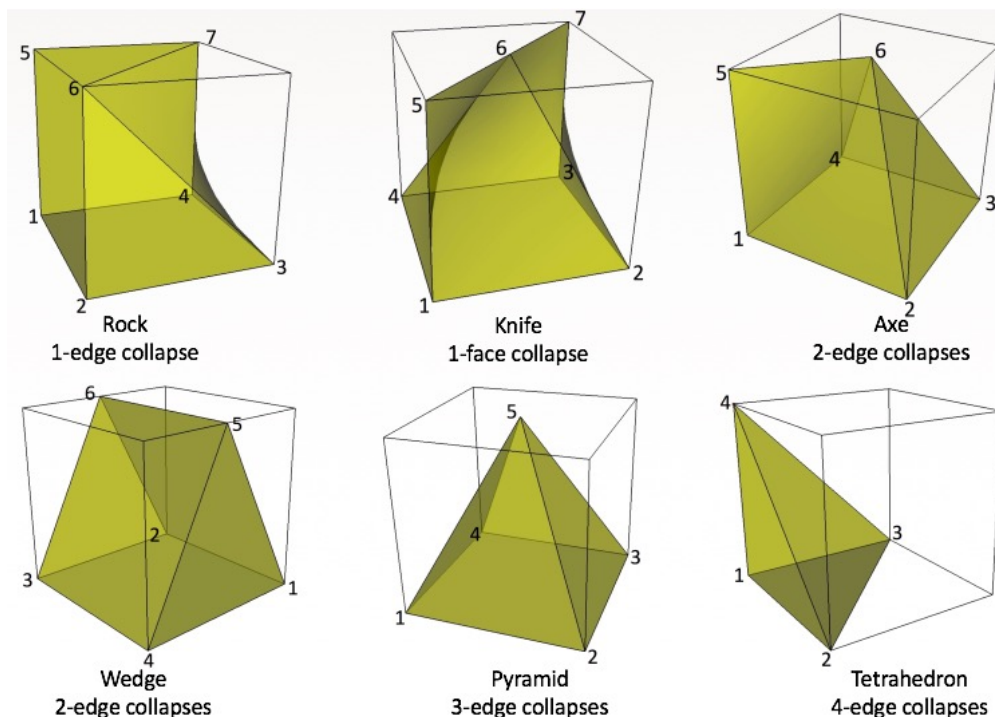 5
7
6
1
4
2
3
Rock
1-edge collapse
7
6
5
4
3
1
2
Knife
1-face collapse
6
5
4
3
1
2
Axe
2-edge collapses
6
5
2
3
1
4
Wedge
2-edge collapses
5
4
3
1
2
Pyramid
3-edge collapses
4
3
1
2
Tetrahedron
4-edge collapses